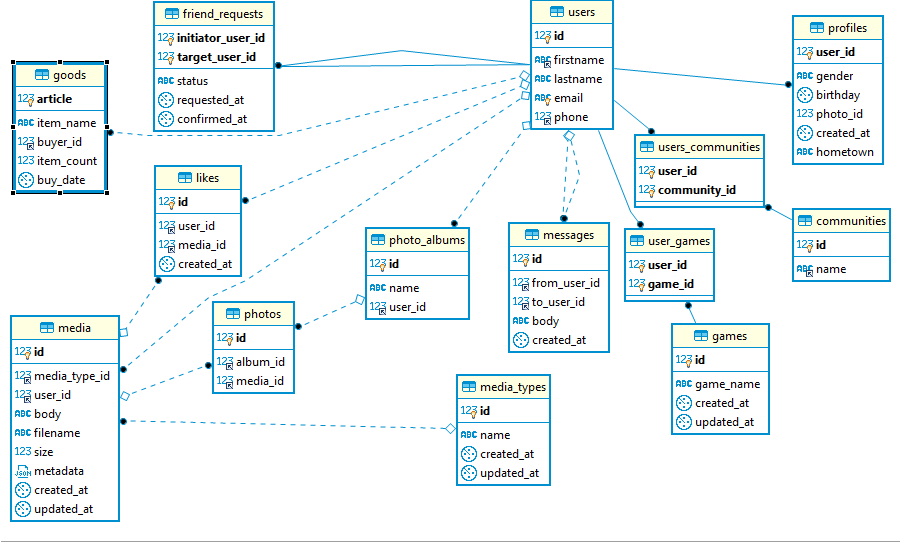 friend_requests
123 initiator_user_id
123 target_user_id
ABC status
requested_at
confirmed_at
users
123 id
ABC firstname
ABC lastname
ABC email
123 phone
profiles
123 user_id
ABC gender
birthday
123 photo_id
created_at
ABC hometown
goods
123 article
ABC item_name
123 buyer_id
123 item_count
buy_date
users_communities
123 user_id
123 community_id
likes
123 id
123 user_id
123 media_id
created_at
communities
123 id
ABC name
photo_albums
123 id
ABC name
123 user_id
messages
123 id
123 from_user_id
123 to_user_id
ABC body
created_at
user_games
123 user_id
123 game_id
media
123 id
123 media_type_id
123 user_id
ABC body
ABC filename
123 size
JSON metadata
created_at
updated_at
photos
123 id
123 album_id
123 media_id
games
123 id
ABC game_name
created_at
updated_at
media_types
123 id
ABC name
created_at
updated_at